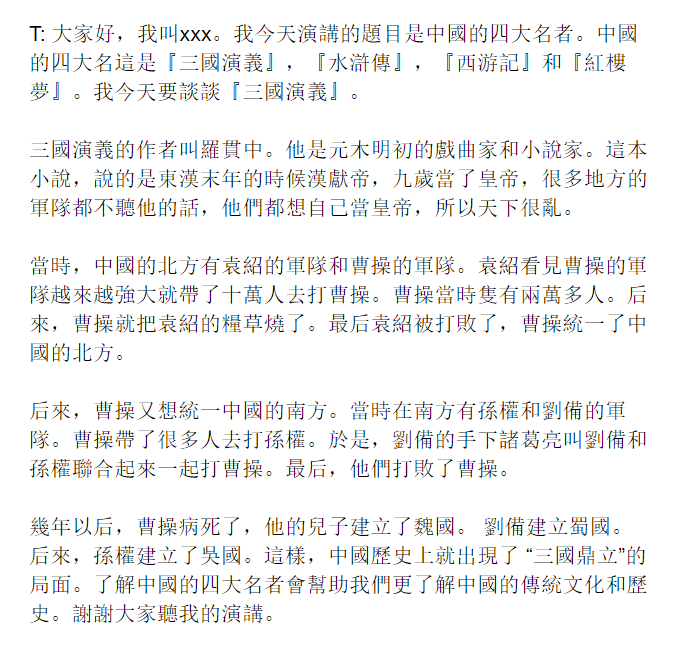 T: 大家好，我叫xxx。我今天演講的題目是中國的四大名者。中國
的四大名這是『三國演義』，『水滸傳』，『西游記』和『紅樓
夢』。我今天要談談『三國演義』。
三國演義的作者叫羅貫中。他是元木明初的戲曲家和小說家。這本
小說，說的是東漢末年的時候漢獻帝，九歲當了皇帝，很多地方的
軍隊都不聽他的話，他們都想自己當皇帝，所以天下很亂。
當時，中國的北方有袁紹的軍隊和曹操的軍隊。袁紹看見曹操的軍
隊越來越強大就帶了十萬人去打曹操。曹操當時隻有兩萬多人。后
來，曹操就把袁紹的糧草燒了。最后袁紹被打敗了，曹操統一了中
國的北方。
后來，曹操又想統一中國的南方。當時在南方有孫權和劉備的軍
隊。曹操帶了很多人去打孫權。於是，劉備的手下諸葛亮叫劉備和
孫權聯合起來一起打曹操。最后，他們打敗了曹操。
幾年以后，曹操病死了，他的兒子建立了魏國。 劉備建立蜀國。
后來，孫權建立了吳國。這樣，中國歷史上就出現了 “三國鼎立”的
局面。了解中國的四大名者會幫助我們更了解中國的傳統文化和歷
史。謝謝大家聽我的演講。